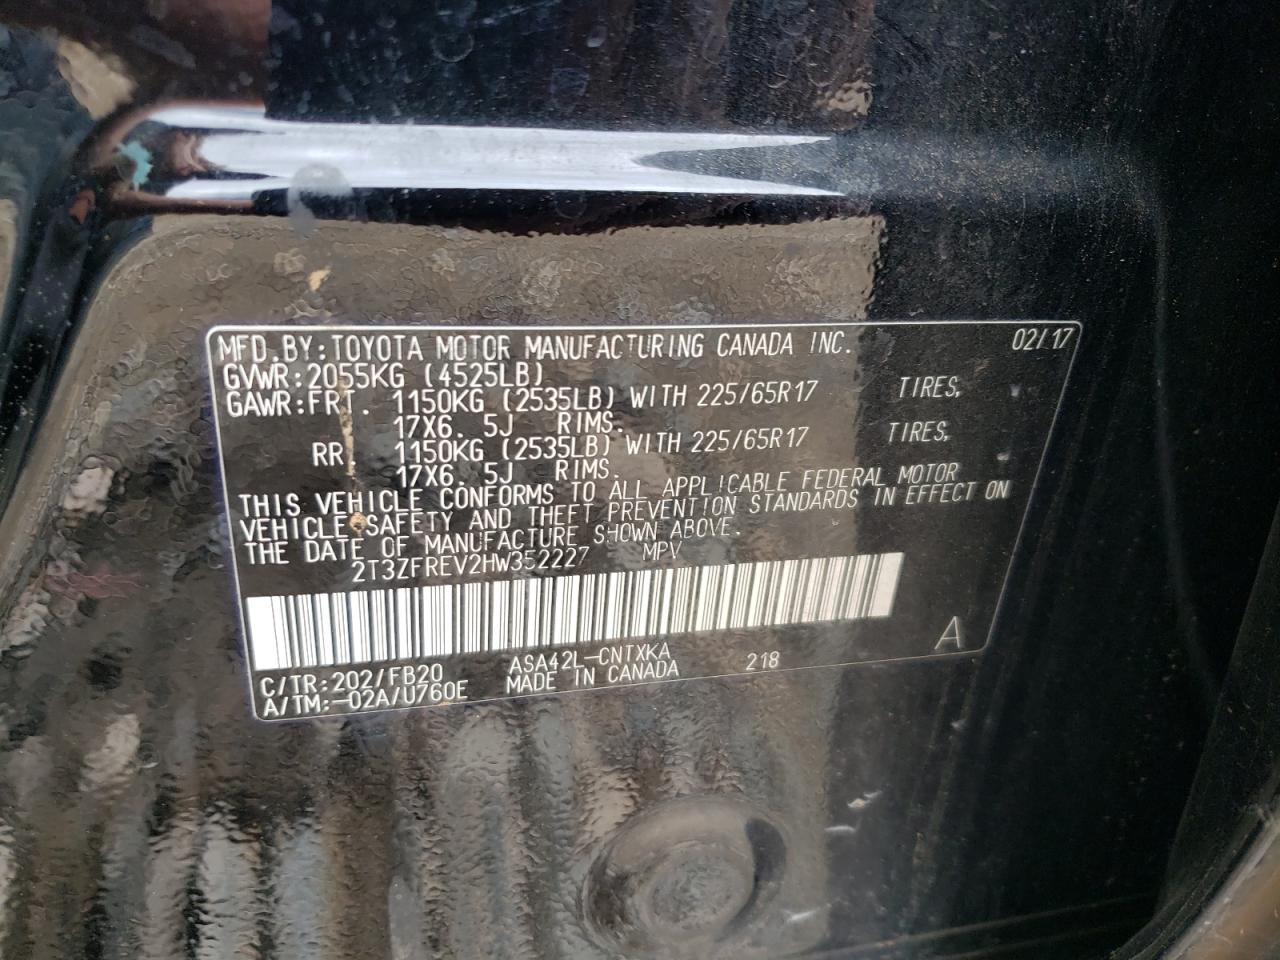 MFD.BY:TOYOTA MOTOR MANUFACTURING CANADA INC. 02/17
GVWR:2055KG (4525LB)
GAWR:FRT. 1150KG (2535LB) WITH 225/65R17 TIRES,
17X6.5J RIMS.
RR 1150KG (2535LB) WITH 225/65R17 TIRES,
17X6.5J RIMS.
THIS VEHICLE CONFORMS TO ALL APPLICABLE FEDERAL MOTOR
VEHICLE SAFETY AND THEFT PREVENTION STANDARDS IN EFFECT ON
THE DATE OF MANUFACTURE SHOWN ABOVE.
2T3ZFREV2HW352227 MPV
A
C/TR:202/FB20 ASA42L-CNTXKA 218
A/TM:-02A/U760E MADE IN CANADA